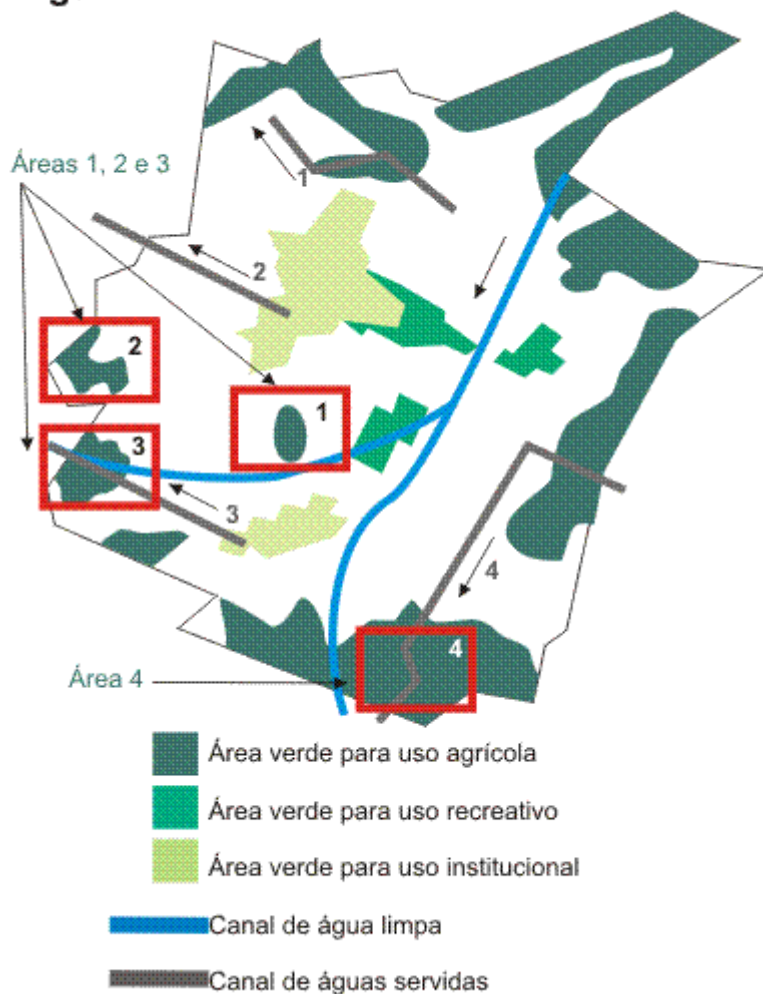 Áreas 1, 2 e 3
1
2
2
1
3
3
4
4
Área 4
Área verde para uso agrícola
Área verde para uso recreativo
Área verde para uso institucional
Canal de água limpa
Canal de águas servidas